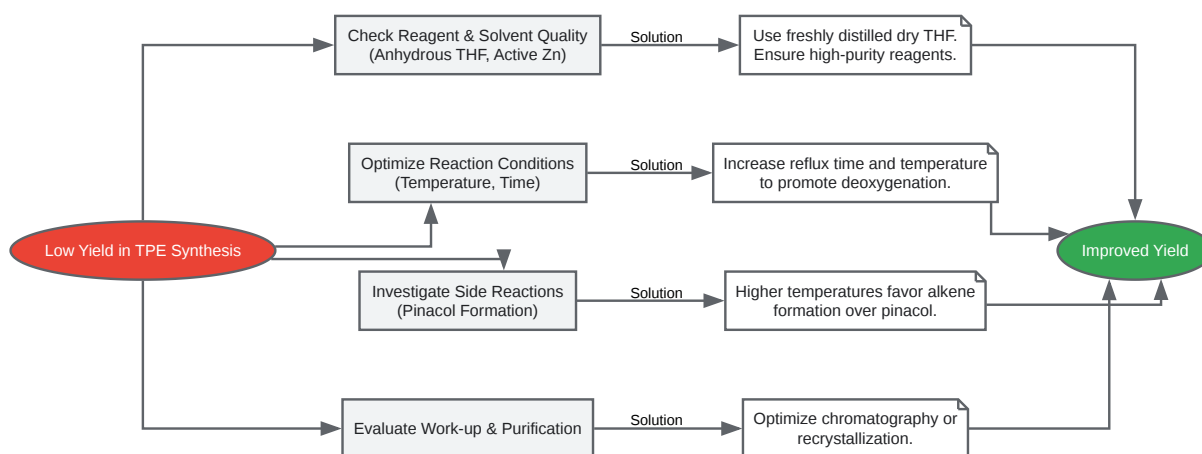 Check Reagent & Solvent Quality
(Anhydrous THF, Active Zn)
Solution
Use freshly distilled dry THF.
Ensure high-purity reagents.
Optimize Reaction Conditions
(Temperature, Time)
Solution
Increase reflux time and temperature
to promote deoxygenation.
Low Yield in TPE Synthesis
Improved Yield
Investigate Side Reactions
(Pinacol Formation)
Solution
Higher temperatures favor alkene
formation over pinacol.
Evaluate Work-up & Purification
Solution
Optimize chromatography or
recrystallization.